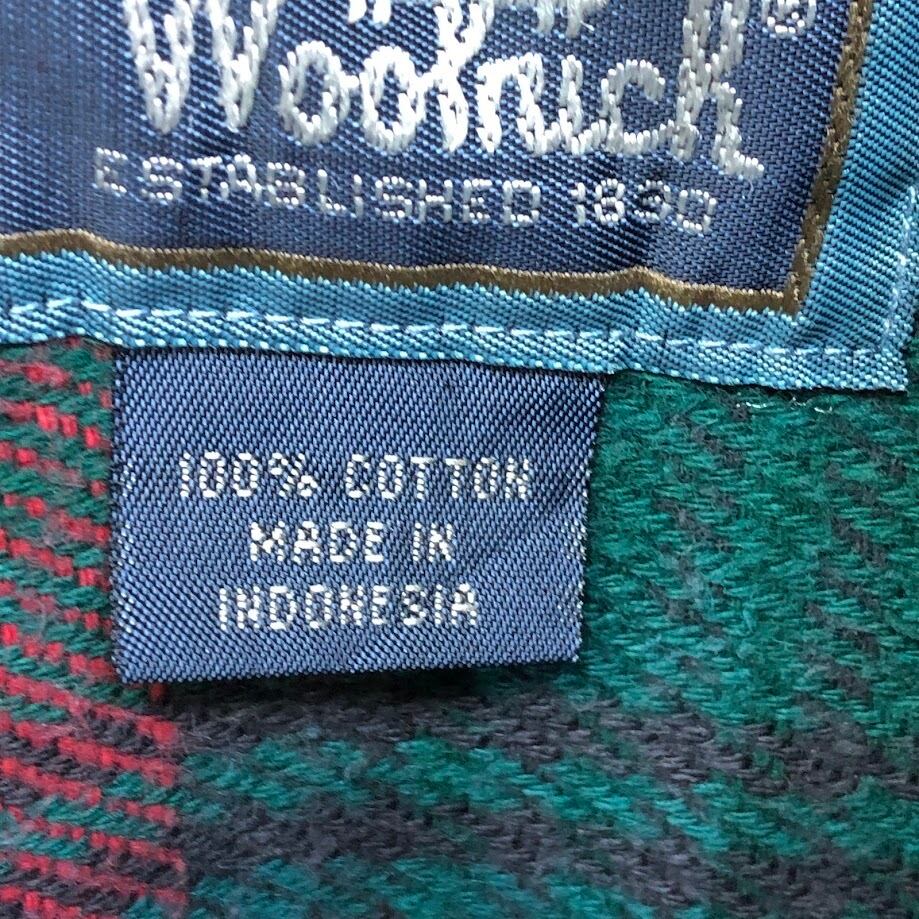 Woolrich®
ESTABLISHED 1830
100% COTTON
MADE IN
INDONESIA